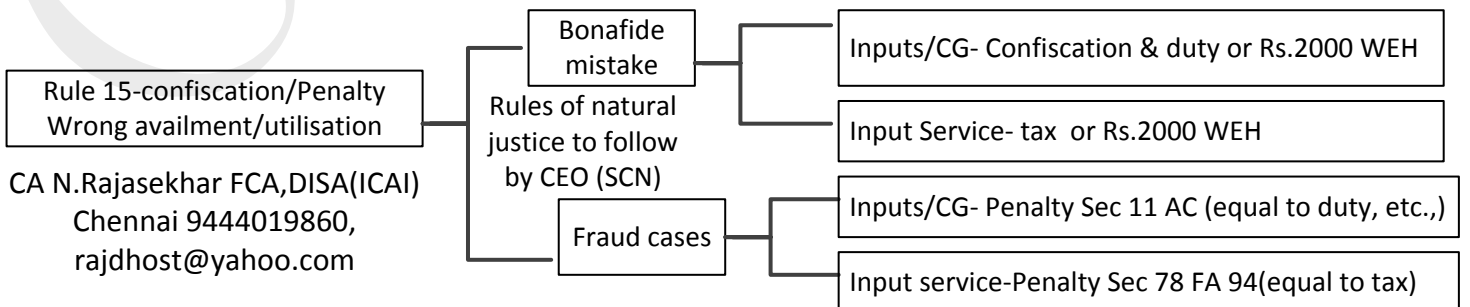 Rule 15-confiscation/Penalty
Wrong availment/utilisation
CA N.Rajasekhar FCA,DISA(ICAI)
Chennai 9444019860,
rajdhost@yahoo.com
Bonafide
mistake
Rules of natural
justice to follow
by CEO (SCN)
Fraud cases
Inputs/CG- Confiscation & duty or Rs.2000 WEH
Input Service- tax or Rs.2000 WEH
Inputs/CG- Penalty Sec 11 AC (equal to duty, etc.,)
Input service-Penalty Sec 78 FA 94(equal to tax)